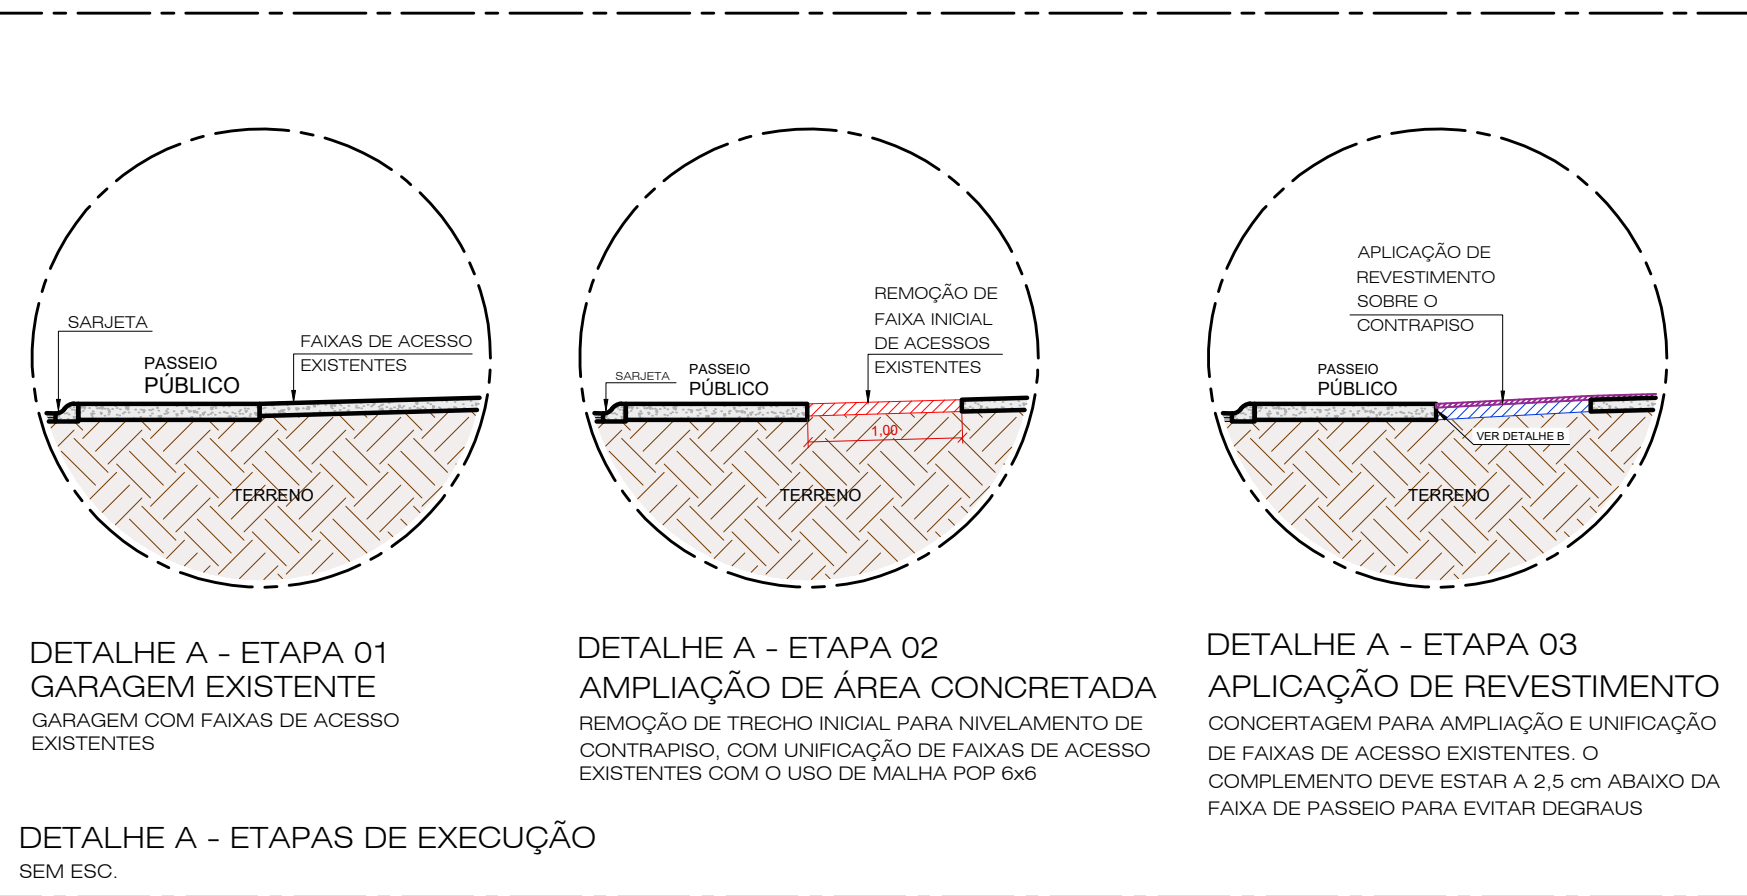 SARJETA
PASSEIO
PÚBLICO
FAIXAS DE ACESSO
EXISTENTES
TERRENO
DETALHE A - ETAPA 01
GARAGEM EXISTENTE
GARAGEM COM FAIXAS DE ACESSO
EXISTENTES
SARJETA
PASSEIO
PÚBLICO
REMOÇÃO DE
FAIXA INICIAL
DE ACESSOS
EXISTENTES
1,00
TERRENO
DETALHE A - ETAPA 02
AMPLIAÇÃO DE ÁREA CONCRETADA
REMOÇÃO DE TRECHO INICIAL PARA NIVELAMENTO DE
CONTRAPISO, COM UNIFICAÇÃO DE FAIXAS DE ACESSO
EXISTENTES COM O USO DE MALHA POP 6x6
APLICAÇÃO DE
REVESTIMENTO
SOBRE O
CONTRAPISO
PASSEIO
PÚBLICO
VER DETALHE B
TERRENO
DETALHE A - ETAPA 03
APLICAÇÃO DE REVESTIMENTO
CONCERTAGEM PARA AMPLIAÇÃO E UNIFICAÇÃO
DE FAIXAS DE ACESSO EXISTENTES. O
COMPLEMENTO DEVE ESTAR A 2,5 cm ABAIXO DA
FAIXA DE PASSEIO PARA EVITAR DEGRAUS
DETALHE A - ETAPAS DE EXECUÇÃO
SEM ESC.